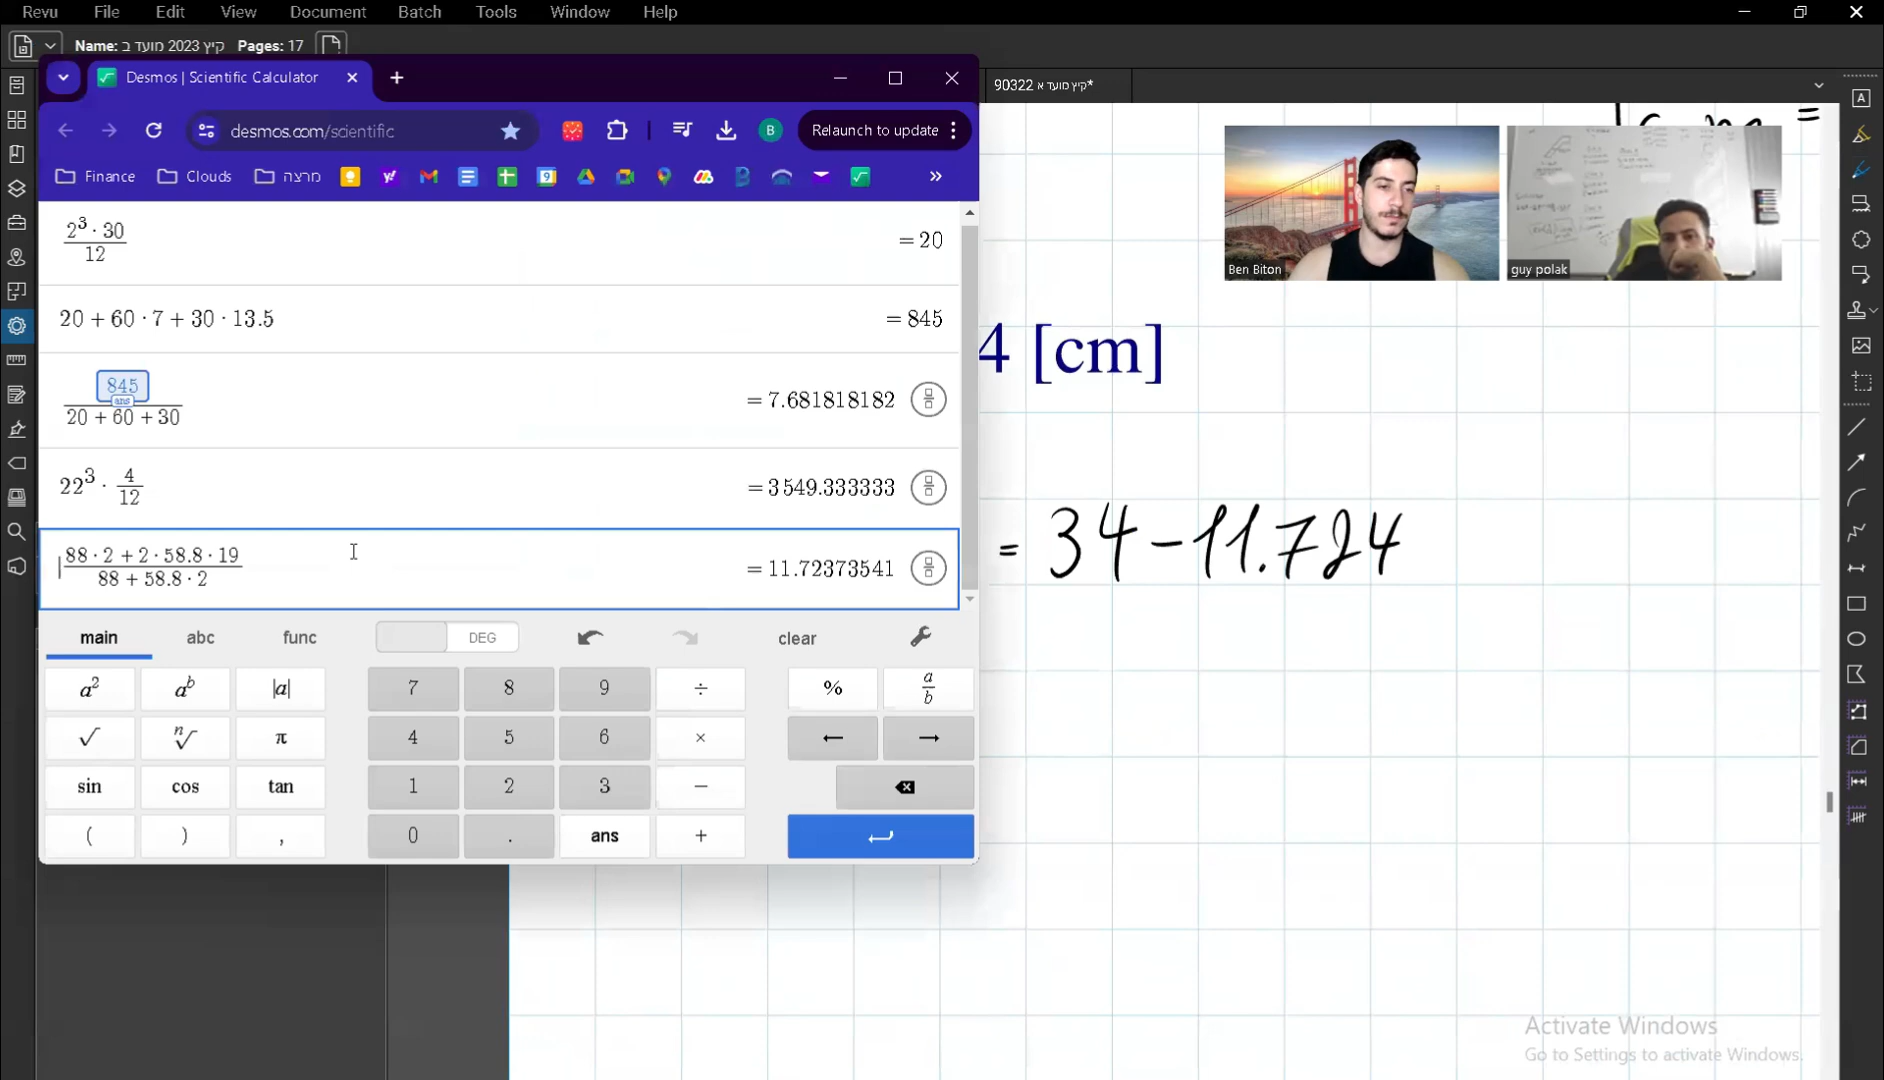 Revu File Edit View Document Batch Tools Window Help
Name: קיץ 2023 מועד ב Pages: 17
Desmos | Scientific Calculator
קיץ מועד א 90322*
desmos.com/scientific
Relaunch to update
B
Finance Clouds מרצה
2³ · 30
12
= 20
20 + 60 · 7 + 30 · 13.5 = 845
845
ans
20 + 60 + 30
= 7.681818182
22³ · 4/12 = 3549.333333
88 · 2 + 2 · 58.8 · 19
88 + 58.8 · 2
= 11.72373541
main abc func DEG clear
a² aᵇ |a| 7 8 9 ÷ % a/b
√ ⁿ√ π 4 5 6 × ← →
sin cos tan 1 2 3 −
( ) , 0 . ans +
4 [cm]
= 34-11.724
Ben Biton
guy polak
Activate Windows
Go to Settings to activate Windows.